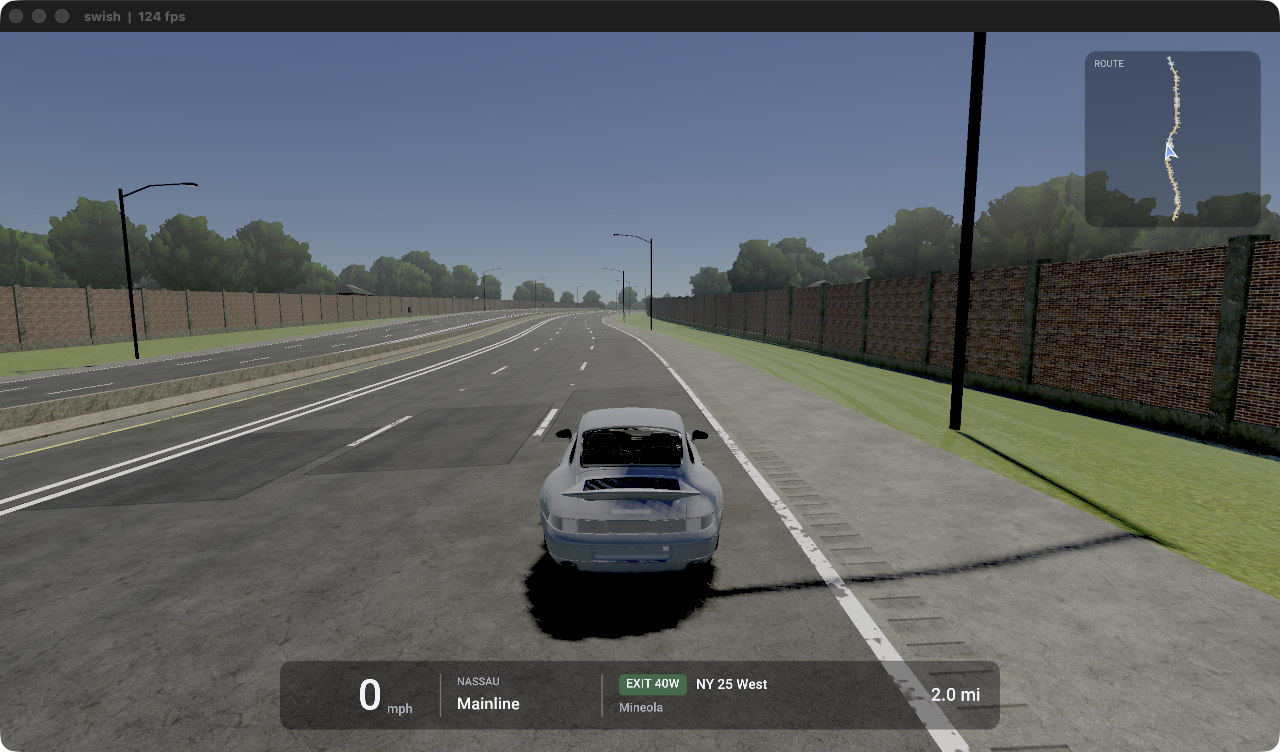 swish | 124 fps
ROUTE
0 mph
NASSAU
Mainline
EXIT 40W NY 25 West
Mineola
2.0 mi